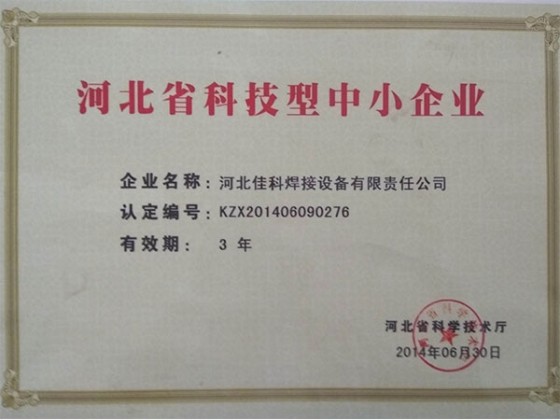 河北省科技型中小企业
企业名称：河北佳科焊接设备有限责任公司
认定编号：KZX201406090276
有效期：3 年
河北省科学技术厅
2014年06月30日